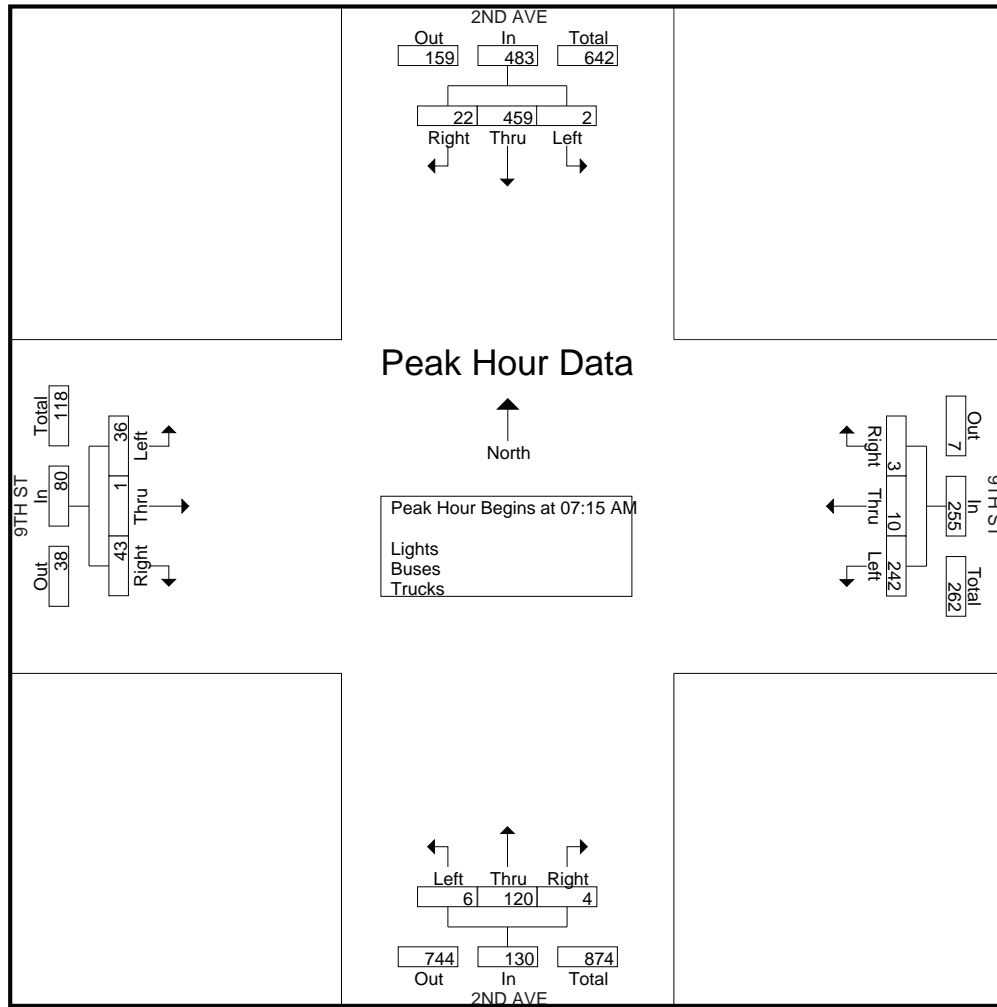 2ND AVE
Out In Total
159 483 642
22 459 2
Right Thru Left
Peak Hour Data
North
Peak Hour Begins at 07:15 AM
Lights
Buses
Trucks
9TH ST
Total In Out
118 80 38
36 1 43
Left Thru Right
Right Thru Left
3 10 242
7 255 262
Out In Total
9TH ST
Left Thru Right
6 120 4
744 130 874
Out In Total
2ND AVE